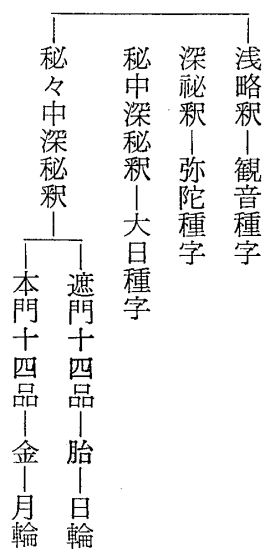 浅略釈―観音種字
深祕釈―弥陀種字
秘中深秘釈―大日種字
秘々中深秘釈―
遮門十四品―胎―日輪
本門十四品―金―月輪